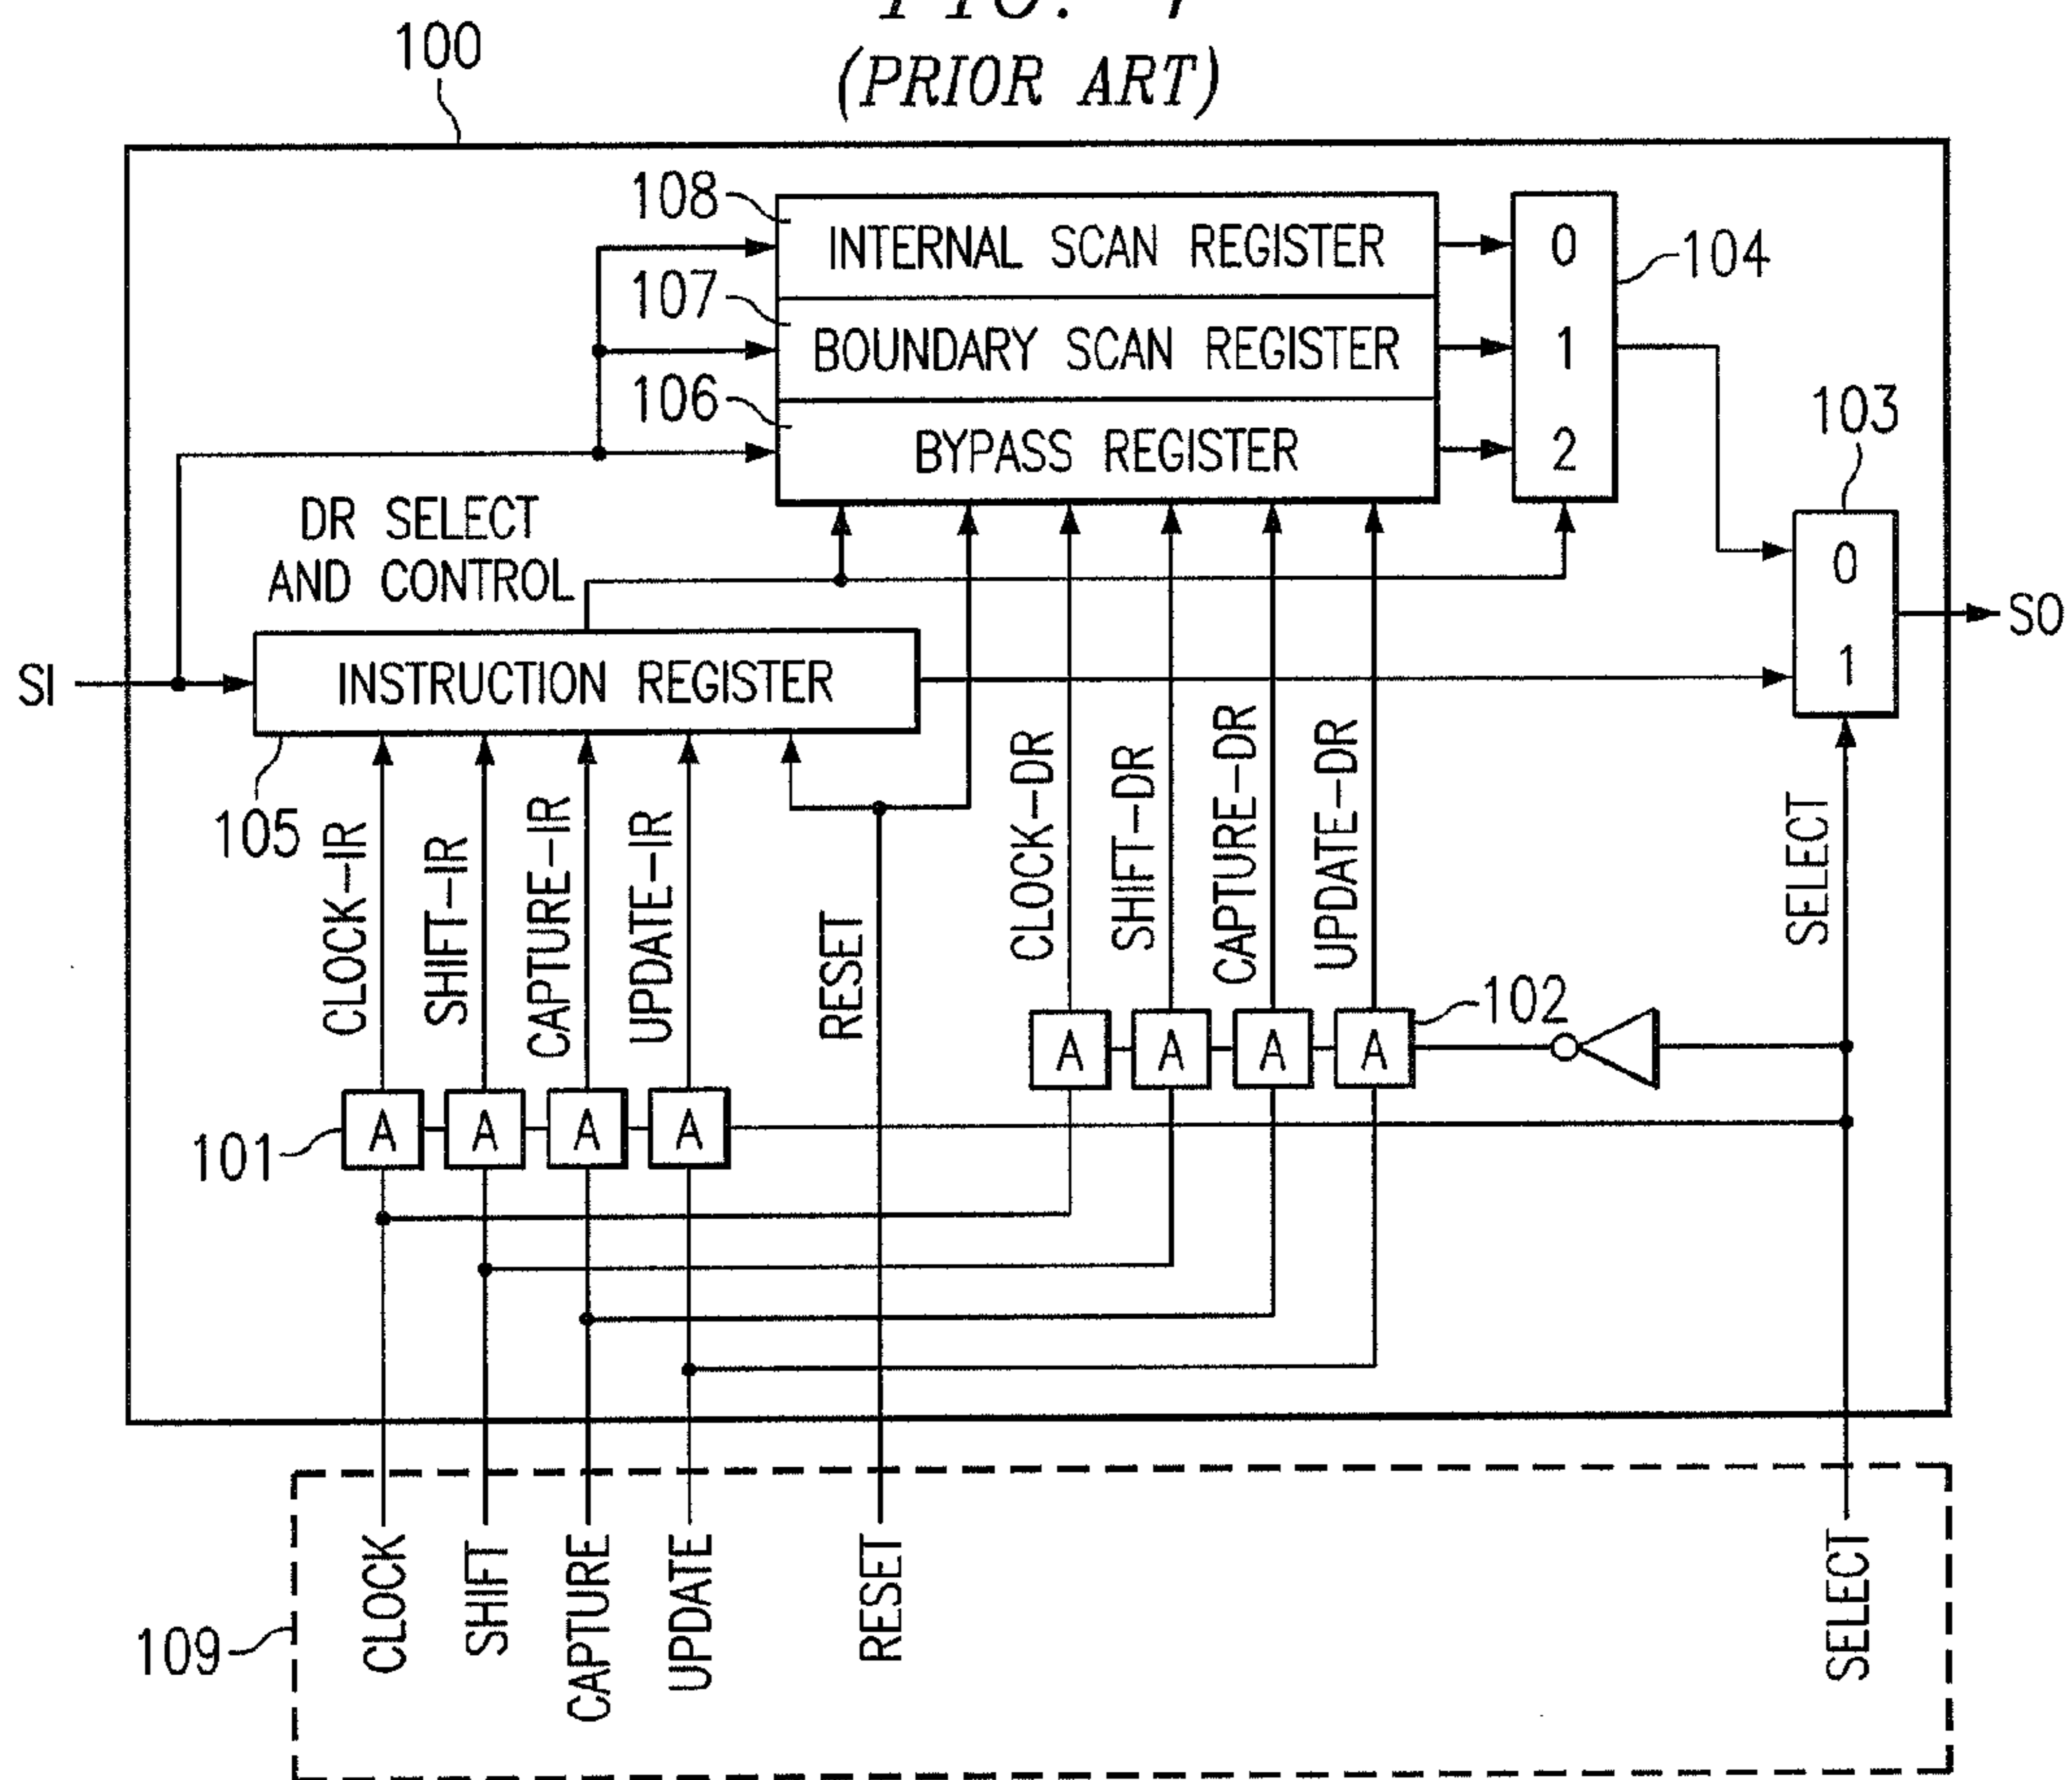 FIG. 1
(PRIOR ART)
100
108
INTERNAL SCAN REGISTER
0
104
107
BOUNDARY SCAN REGISTER
1
106
BYPASS REGISTER
2
103
DR SELECT
AND CONTROL
0
SO
SI
INSTRUCTION REGISTER
1
105
CLOCK-IR
SHIFT-IR
CAPTURE-IR
UPDATE-IR
RESET
CLOCK-DR
SHIFT-DR
CAPTURE-DR
UPDATE-DR
SELECT
102
A
A
A
A
101
A
A
A
A
109
CLOCK
SHIFT
CAPTURE
UPDATE
RESET
SELECT